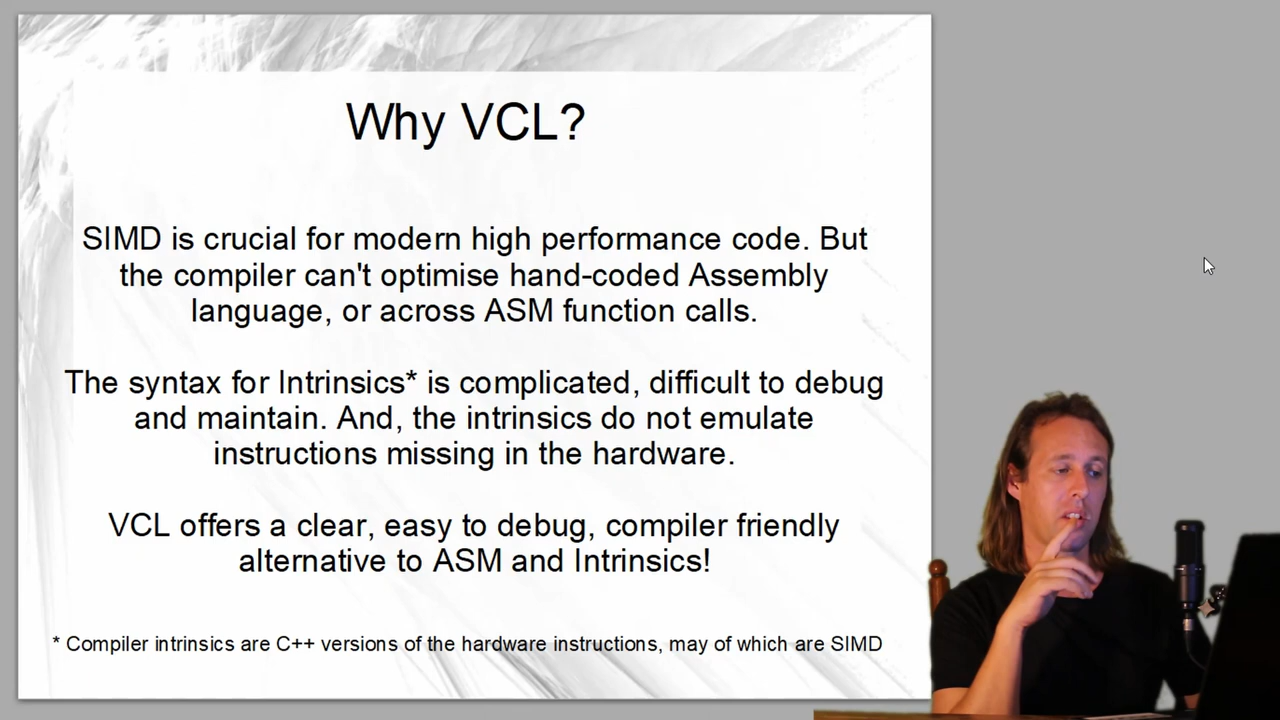 Why VCL?
SIMD is crucial for modern high performance code. But
the compiler can't optimise hand-coded Assembly
language, or across ASM function calls.
The syntax for Intrinsics* is complicated, difficult to debug
and maintain. And, the intrinsics do not emulate
instructions missing in the hardware.
VCL offers a clear, easy to debug, compiler friendly
alternative to ASM and Intrinsics!
* Compiler intrinsics are C++ versions of the hardware instructions, may of which are SIMD